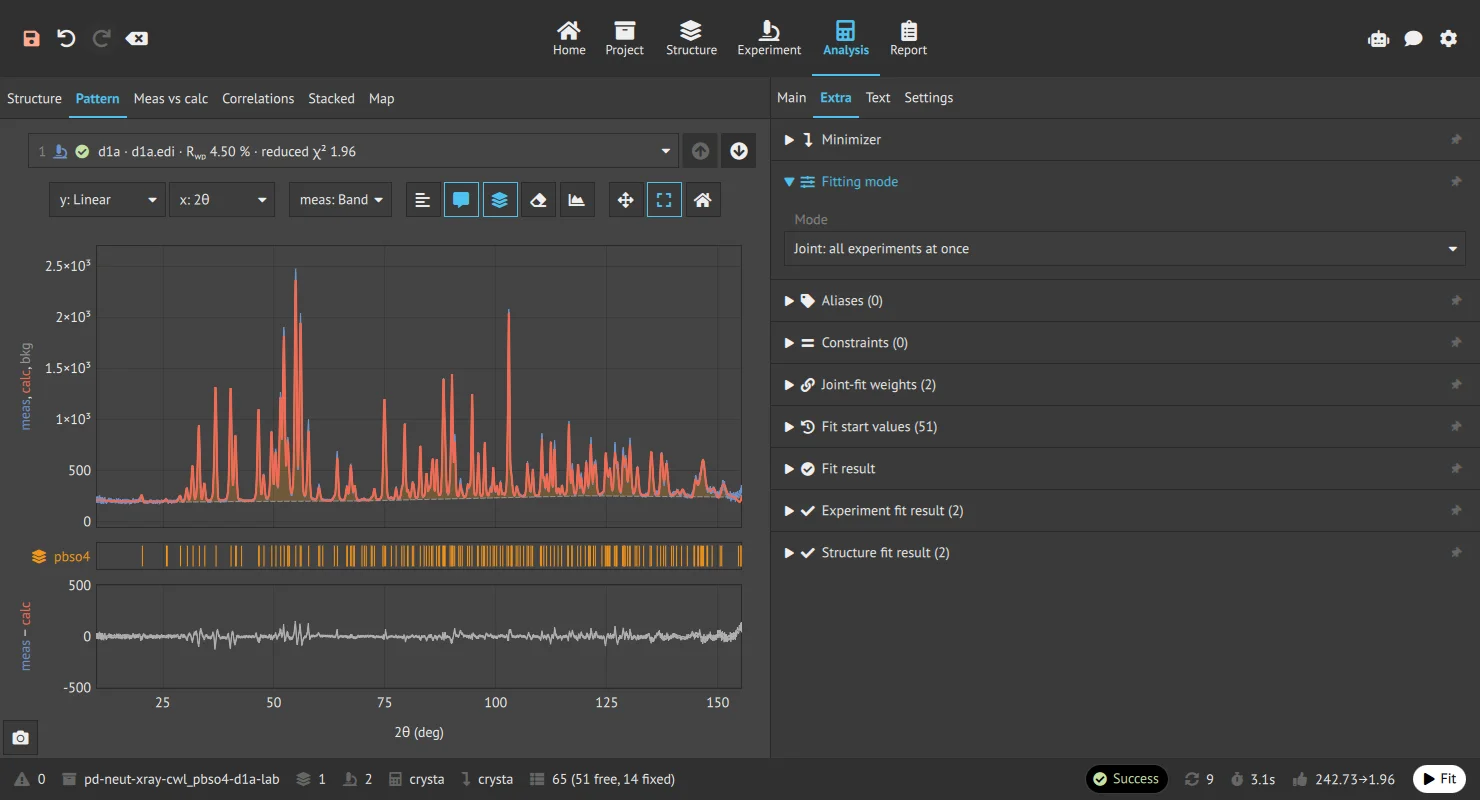 Home Project Structure Experiment Analysis Report
Structure Pattern Meas vs calc Correlations Stacked Map
1 d1a · d1a.edi · Rwp 4.50 % · reduced χ² 1.96
y: Linear x: 2θ meas: Band
meas, calc, bkg
2.5×10³
2×10³
1.5×10³
1×10³
500
0
pbso4
meas − calc
500
0
-500
25 50 75 100 125 150
2θ (deg)
Main Extra Text Settings
Minimizer
Fitting mode
Mode
Joint: all experiments at once
Aliases (0)
Constraints (0)
Joint-fit weights (2)
Fit start values (51)
Fit result
Experiment fit result (2)
Structure fit result (2)
0 pd-neut-xray-cwl_pbso4-d1a-lab 1 2 crysta crysta 65 (51 free, 14 fixed) Success 9 3.1s 242.73→1.96 Fit